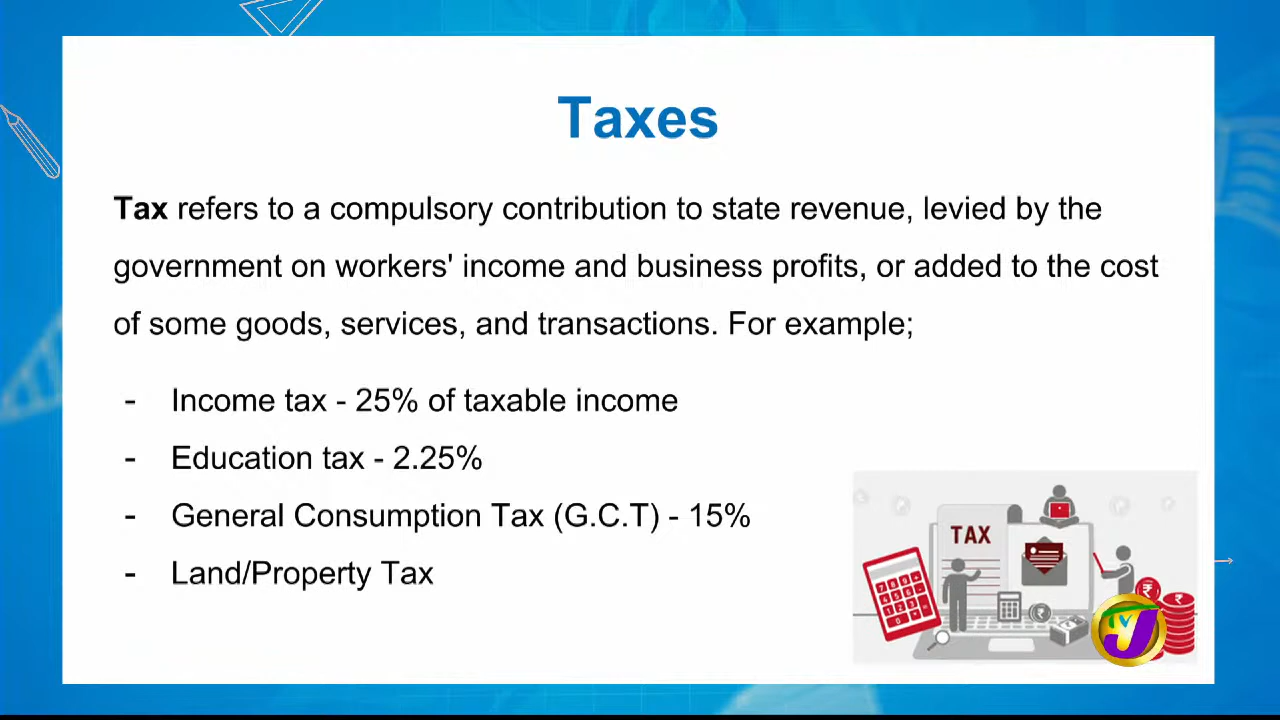 Taxes
Tax refers to a compulsory contribution to state revenue, levied by the
government on workers' income and business profits, or added to the cost
of some goods, services, and transactions. For example;
- Income tax - 25% of taxable income
- Education tax - 2.25%
- General Consumption Tax (G.C.T) - 15%
- Land/Property Tax
TAX
TVJ